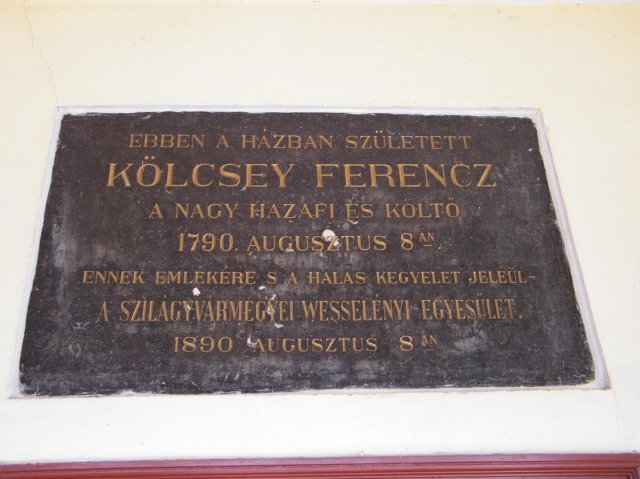 EBBEN A HÁZBAN SZÜLETETT
KÖLCSEY FERENCZ
A NAGY HAZAFI ÉS KÖLTŐ
1790. AUGUSZTUS 8ÁN
ENNEK EMLÉKÉRE S A HÁLÁS KEGYELET JELÉÜL-
A SZILÁGYVÁRMEGYEI WESSELÉNYI-EGYESÜLET.
1890 AUGUSZTUS 8ÁN